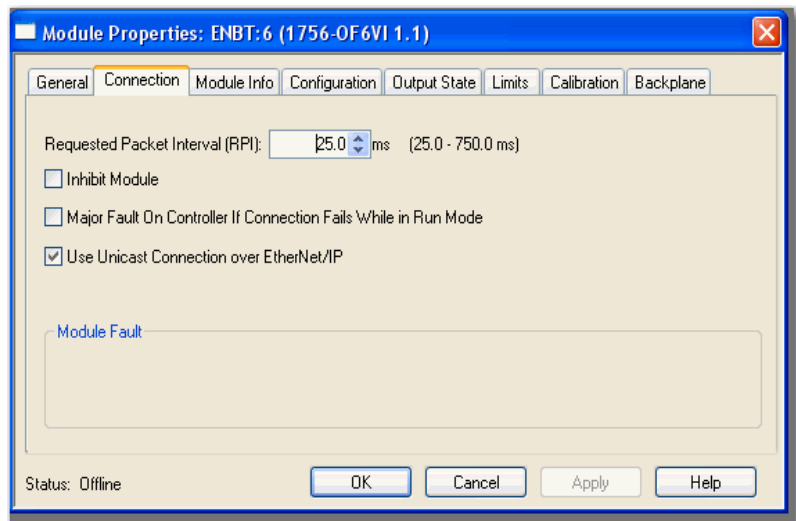 Module Properties: ENBT:6 (1756-OF6VI 1.1)
General Connection Module Info Configuration Output State Limits Calibration Backplane
Requested Packet Interval (RPI): 25.0 ms (25.0 - 750.0 ms)
Inhibit Module
Major Fault On Controller If Connection Fails While in Run Mode
Use Unicast Connection over EtherNet/IP
Module Fault
Status: Offline OK Cancel Apply Help